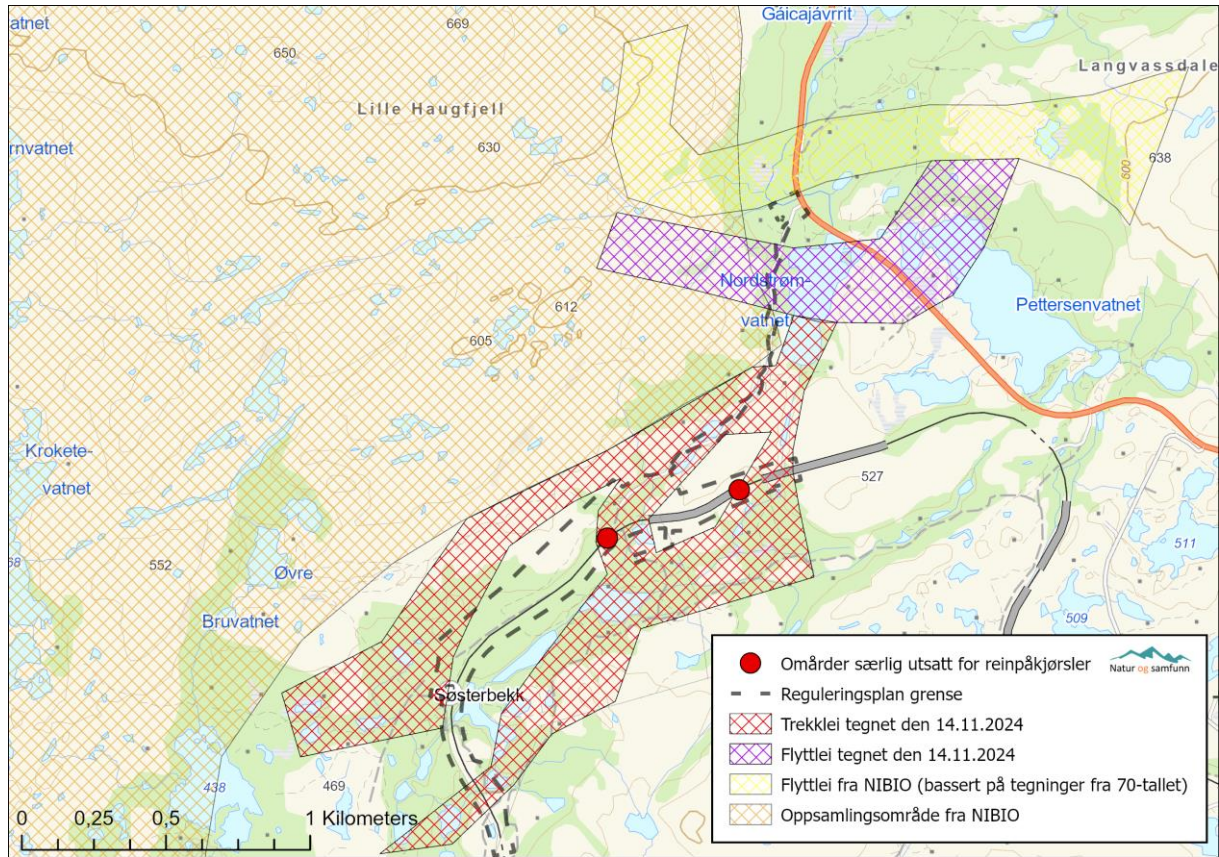 Gáicajávrrit
atnet
669
650
Langvassdale
Lille Haugfjell
rnvatnet
630
638
600
Nordstrøm-
vatnet
612
605
Pettersenvatnet
Krokete-
vatnet
527
511
552
Øvre
Bruvatnet
509
Søsterbekk
438
469
0 0,25 0,5 1 Kilometers
Områder særlig utsatt for reinpåkjørsler
Natur og samfunn
Reguleringsplan grense
Trekklei tegnet den 14.11.2024
Flyttlei tegnet den 14.11.2024
Flyttlei fra NIBIO (bassert på tegninger fra 70-tallet)
Oppsamlingsområde fra NIBIO